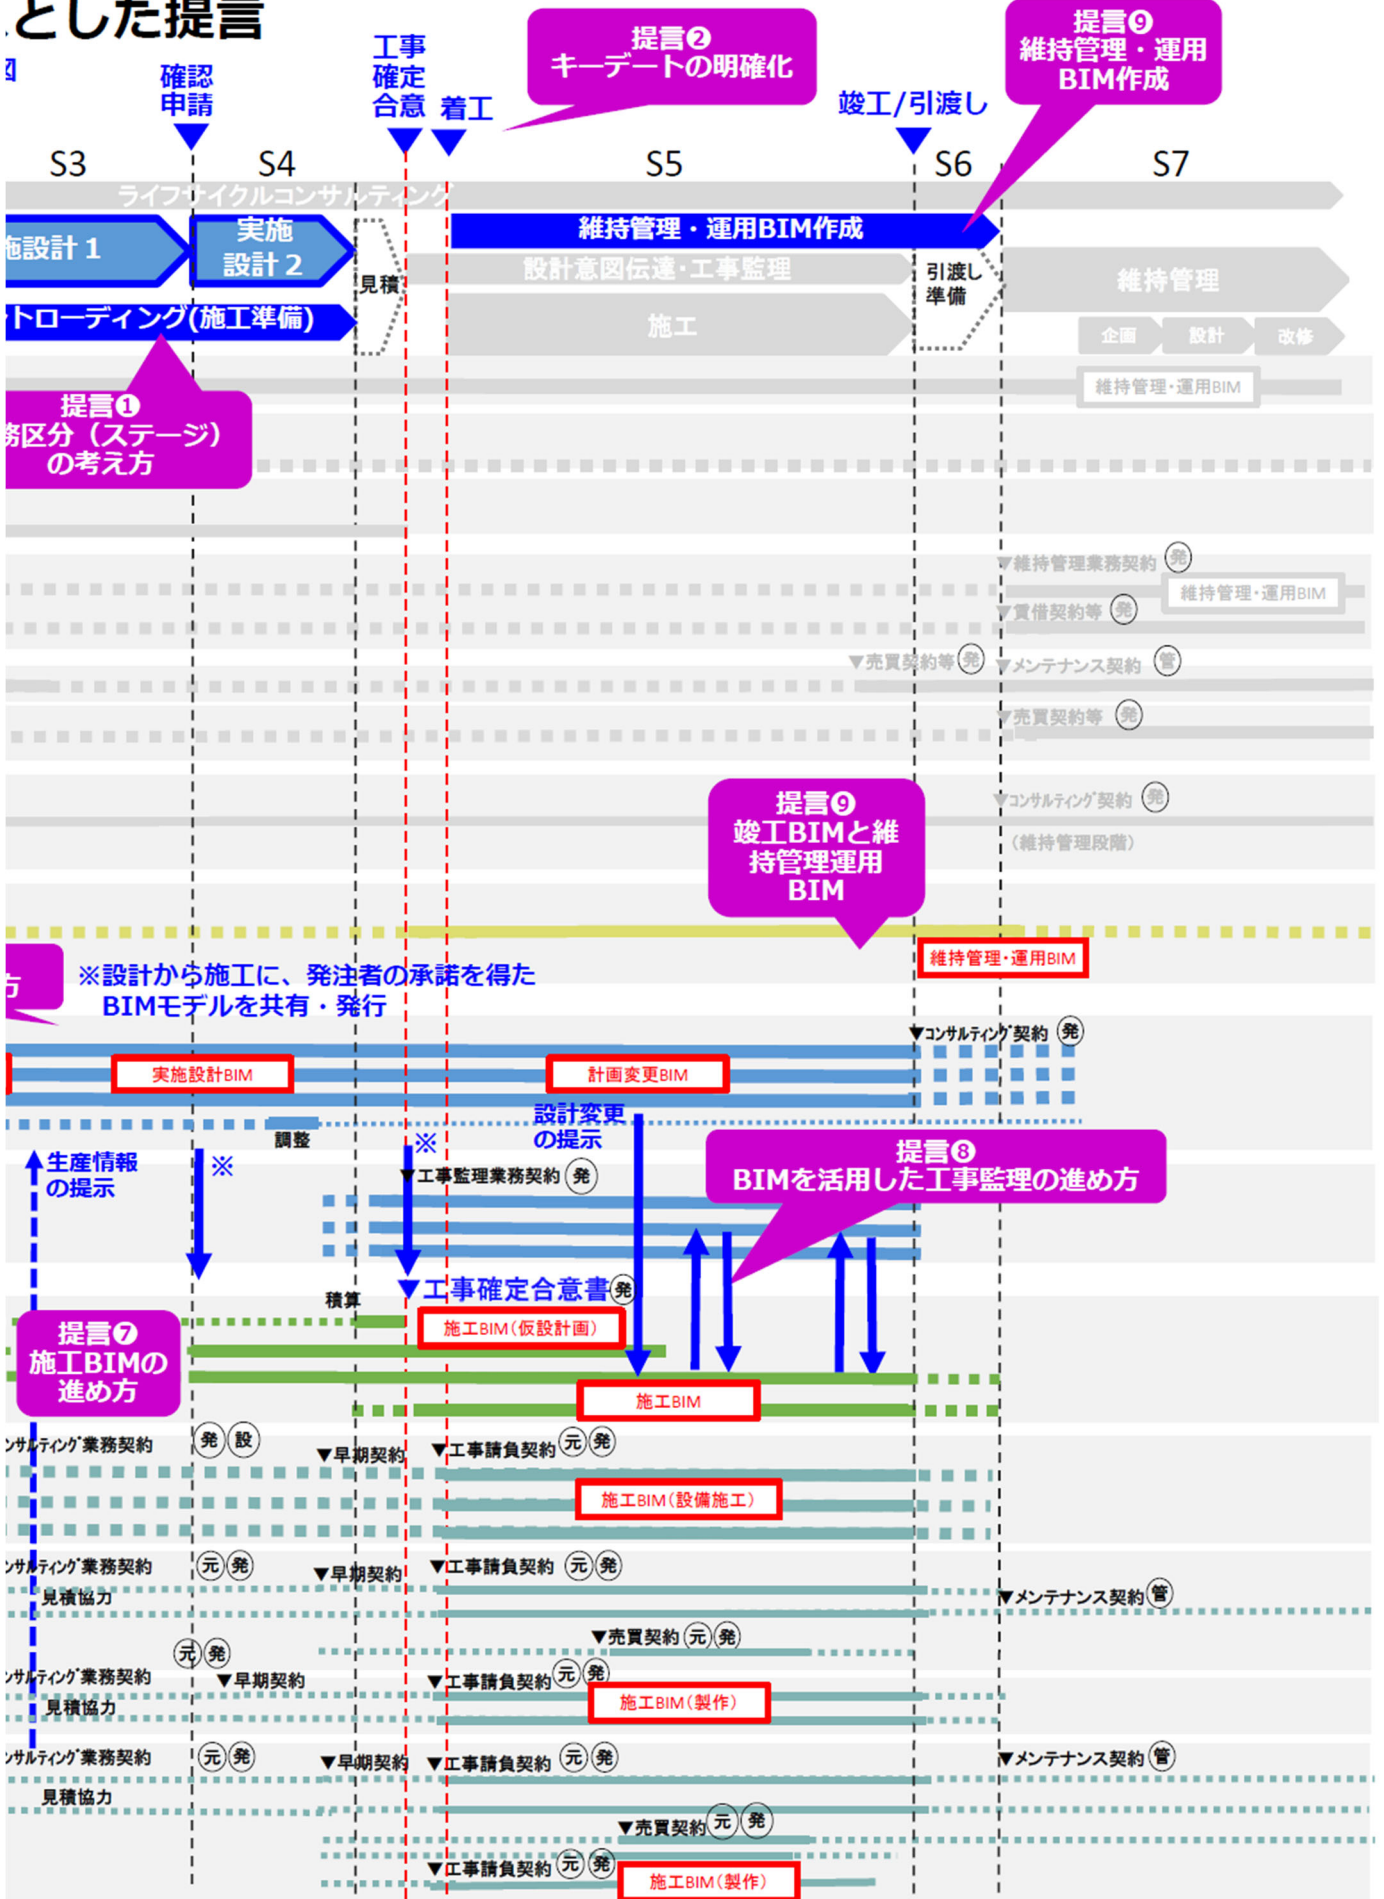 とした提言
図
確認
申請
工事
確定
合意
着工
提言❷
キーデートの明確化
竣工/引渡し
提言❾
維持管理・運用
BIM作成
S3
S4
S5
S6
S7
ライフサイクルコンサルティング
施設計１
実施
設計２
見積
維持管理・運用BIM作成
設計意図伝達・工事監理
施工
引渡し
準備
維持管理
企画
設計
改修
トローディング(施工準備)
維持管理・運用BIM
提言❶
務区分（ステージ）
の考え方
▼維持管理業務契約 発
維持管理・運用BIM
▼賃借契約等 発
▼売買契約等 発
▼メンテナンス契約 管
▼売買契約等 発
提言❾
竣工BIMと維
持管理運用
BIM
▼コンサルティング契約 発
（維持管理段階）
維持管理・運用BIM
方
※設計から施工に、発注者の承諾を得た
BIMモデルを共有・発行
▼コンサルティング契約 発
実施設計BIM
計画変更BIM
調整
設計変更
の提示
生産情報
の提示
※
※
▼工事監理業務契約 発
提言❽
BIMを活用した工事監理の進め方
▼工事確定合意書 発
積算
施工BIM（仮設計画）
提言❼
施工BIMの
進め方
施工BIM
ンサルティング業務契約 発 設
▼早期契約
▼工事請負契約 元 発
施工BIM（設備施工）
ンサルティング業務契約 元 発
▼早期契約
▼工事請負契約 元 発
見積協力
▼メンテナンス契約 管
▼売買契約 元 発
元 発
ンサルティング業務契約
▼早期契約
▼工事請負契約 元 発
見積協力
施工BIM（製作）
ンサルティング業務契約 元 発
▼早期契約
▼工事請負契約 元 発
▼メンテナンス契約 管
見積協力
▼売買契約 元 発
▼工事請負契約 元 発
施工BIM（製作）